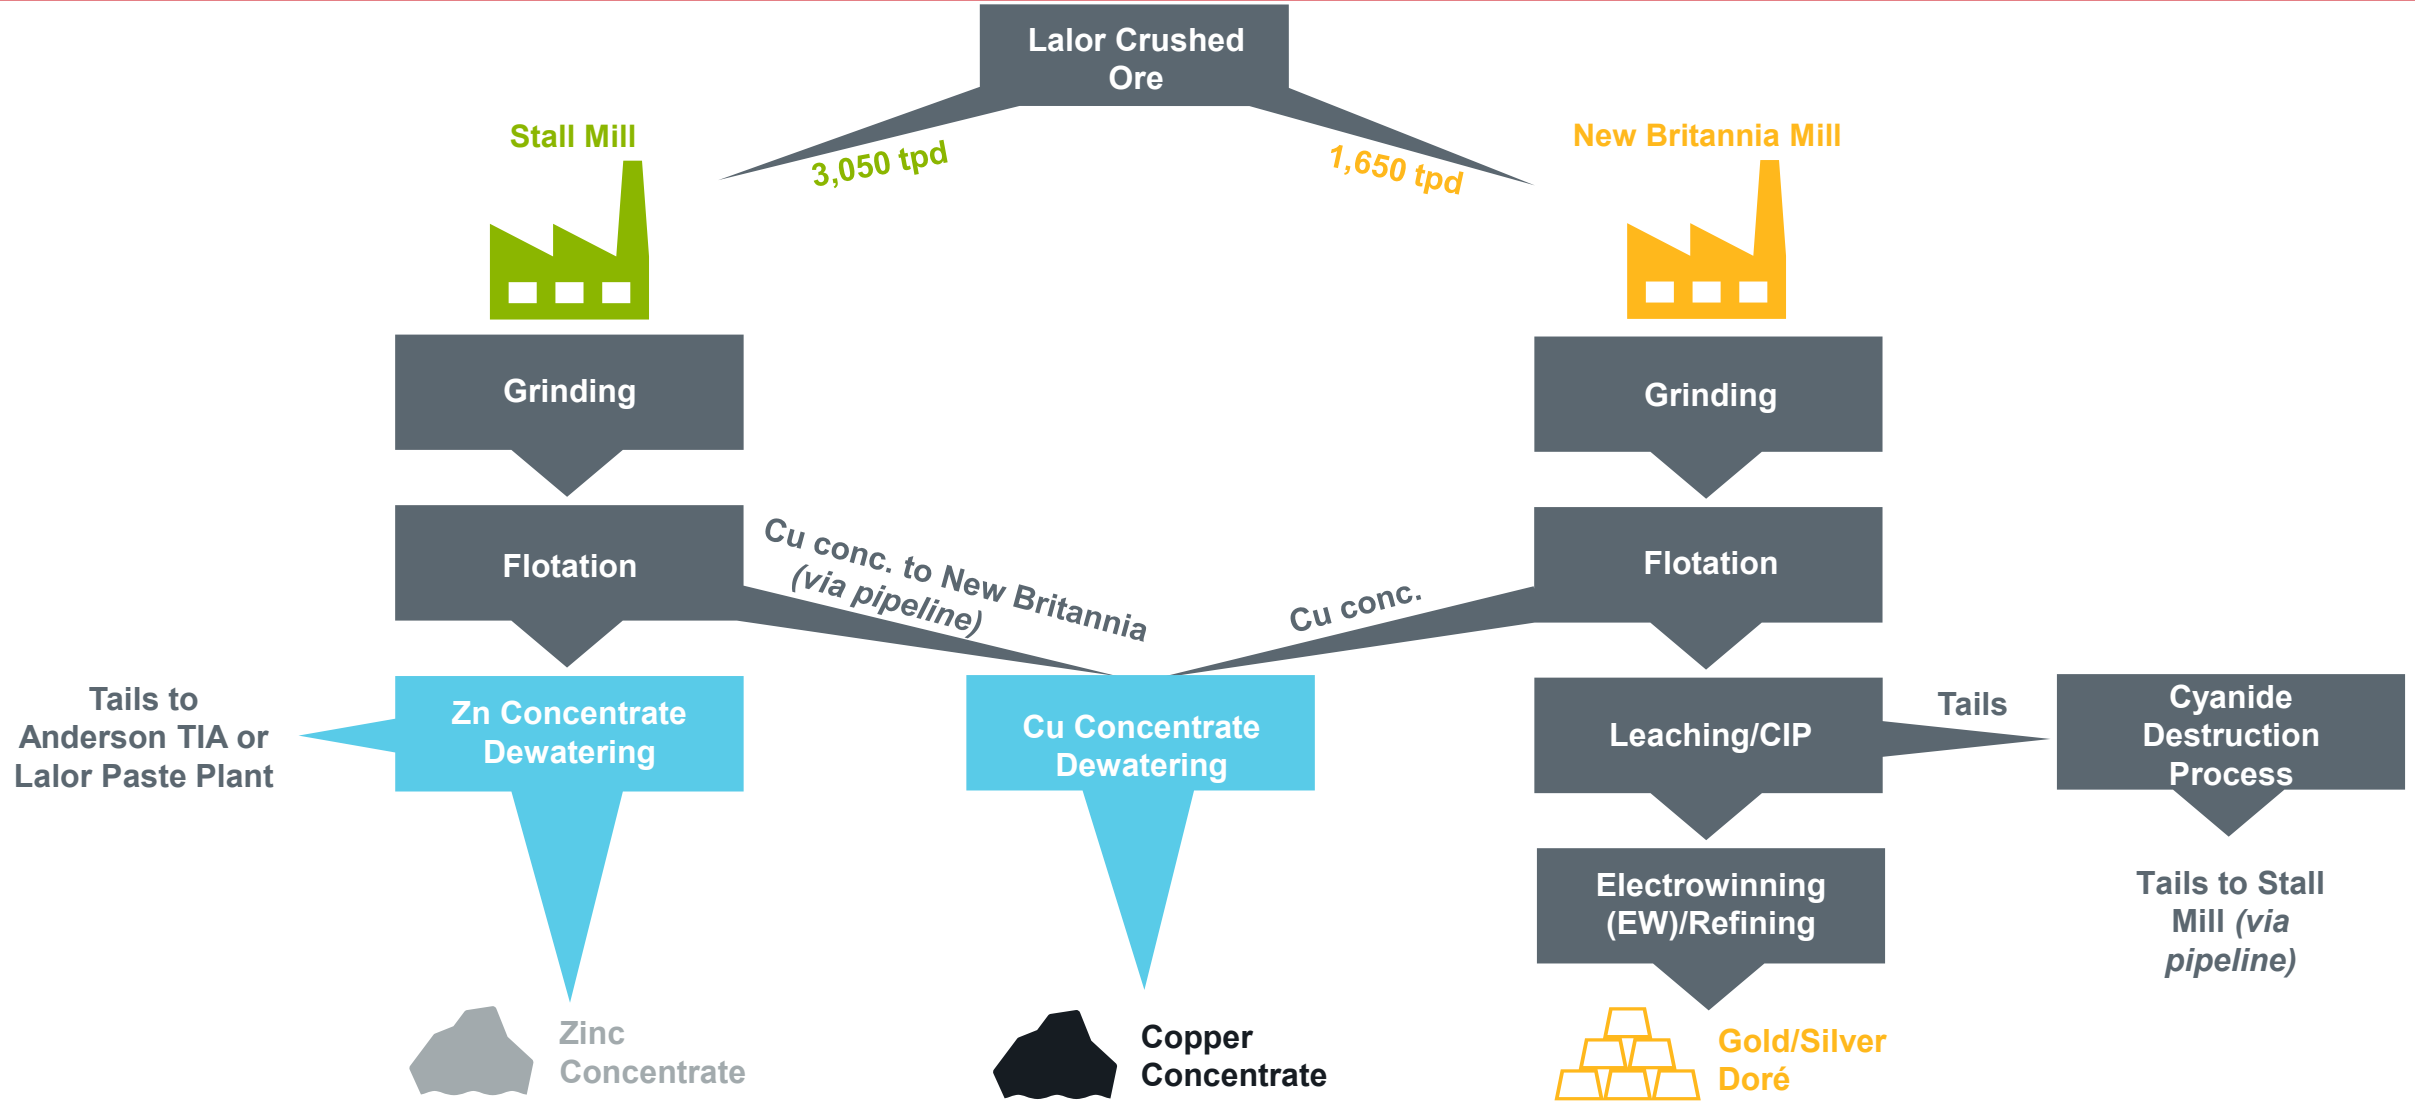 Lalor Crushed
Ore
Stall Mill
3,050 tpd
1,650 tpd
New Britannia Mill
Grinding
Grinding
Flotation
Cu conc. to New Britannia
(via pipeline)
Cu conc.
Flotation
Tails to
Anderson TIA or
Lalor Paste Plant
Zn Concentrate
Dewatering
Cu Concentrate
Dewatering
Leaching/CIP
Tails
Cyanide
Destruction
Process
Electrowinning
(EW)/Refining
Tails to Stall
Mill (via
pipeline)
Zinc
Concentrate
Copper
Concentrate
Gold/Silver
Doré